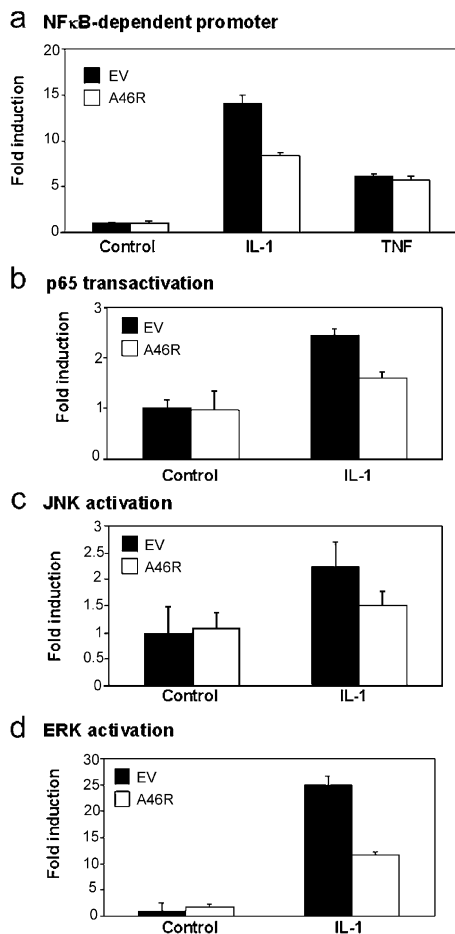 a NFκB-dependent promoter
EV
A46R
Fold induction
20
15
10
5
0
Control IL-1 TNF
b p65 transactivation
EV
A46R
Fold induction
3
2
1
0
Control IL-1
c JNK activation
EV
A46R
Fold induction
3
2.5
2
1.5
1
0.5
0
Control IL-1
d ERK activation
EV
A46R
Fold induction
30
25
20
15
10
5
0
Control IL-1